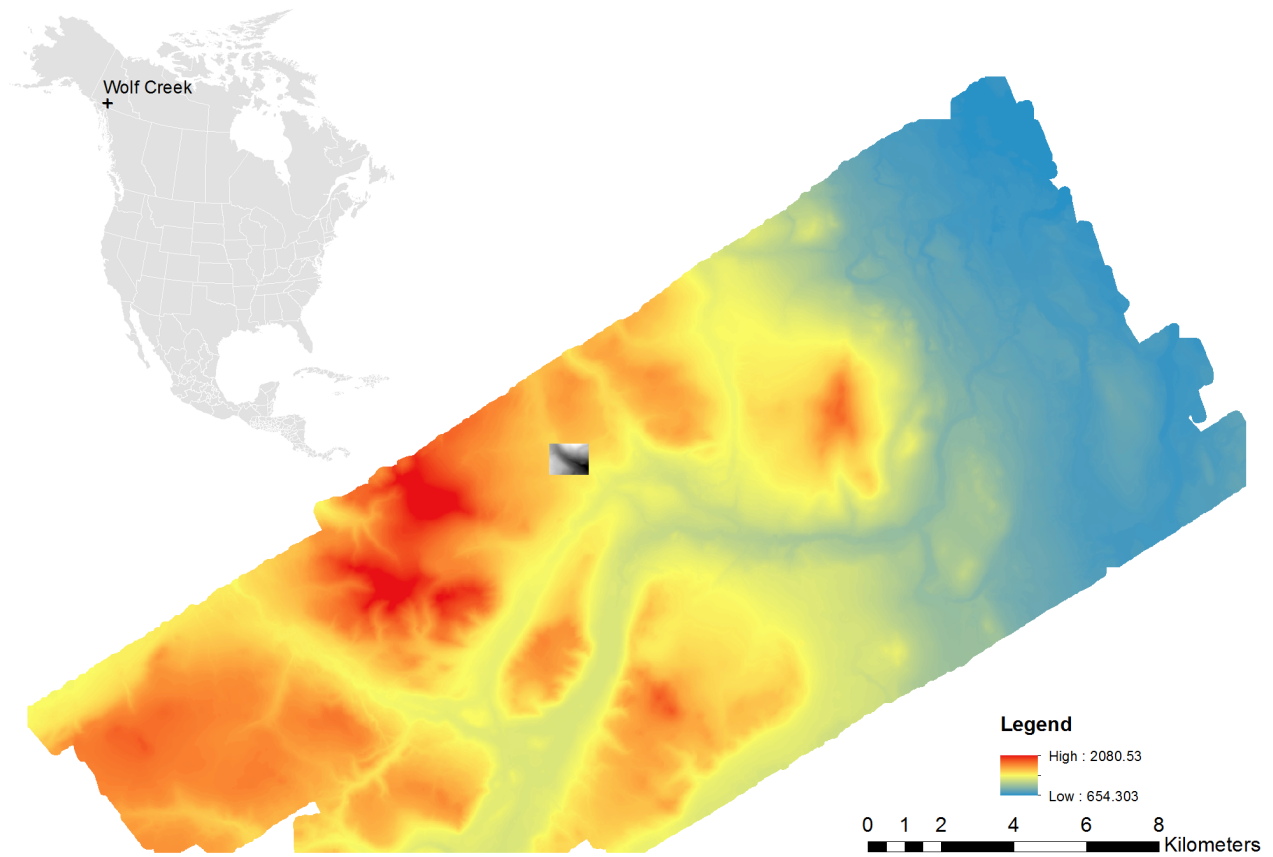 Wolf Creek
Legend
High : 2080.53
Low : 654.303
0 1 2 4 6 8
Kilometers